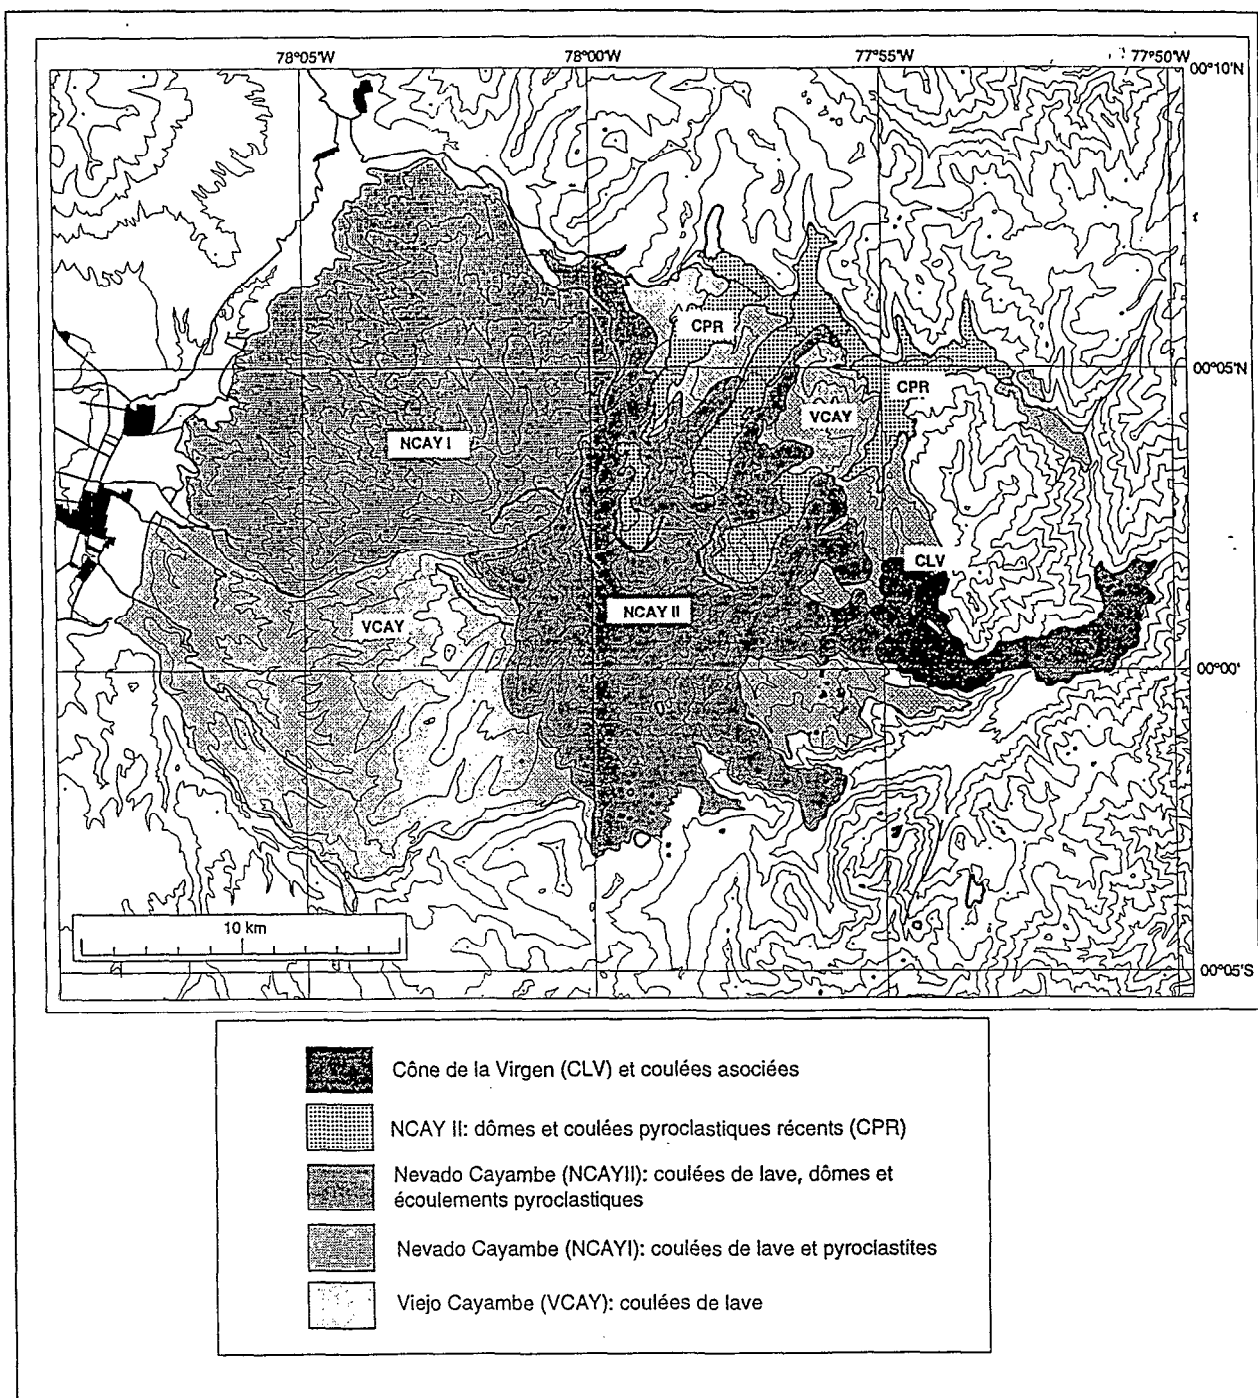 78°05'W
78°00'W
77°55'W
77°50'W
00°10'N
CPR
00°05'N
CPR
VCAY
NCAY I
CLV
NCAY II
VCAY
00°00'
10 km
00°05'S
Cône de la Virgen (CLV) et coulées asociées
NCAY II: dômes et coulées pyroclastiques récents (CPR)
Nevado Cayambe (NCAYII): coulées de lave, dômes et
écoulements pyroclastiques
Nevado Cayambe (NCAYI): coulées de lave et pyroclastites
Viejo Cayambe (VCAY): coulées de lave